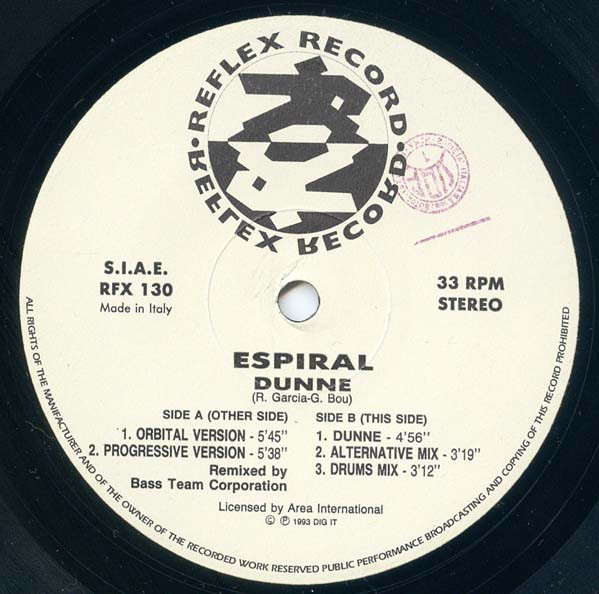 REFLEX RECORD
REFLEX RECORD
S.I.A.E.
RFX 130
Made in Italy
33 RPM
STEREO
ESPIRAL
DUNNE
(R. Garcia-G. Bou)
SIDE A (OTHER SIDE)
1. ORBITAL VERSION - 5'45"
2. PROGRESSIVE VERSION - 5'38"
Remixed by
Bass Team Corporation
SIDE B (THIS SIDE)
1. DUNNE - 4'56"
2. ALTERNATIVE MIX - 3'19"
3. DRUMS MIX - 3'12"
Licensed by Area International
© ℗ 1993 DIG IT
ALL RIGHTS OF THE MANIFACTURER AND OF THE OWNER OF THE RECORDED WORK RESERVED PUBLIC PERFORMANCE BROADCASTING AND COPYING OF THIS RECORD PROHIBITED